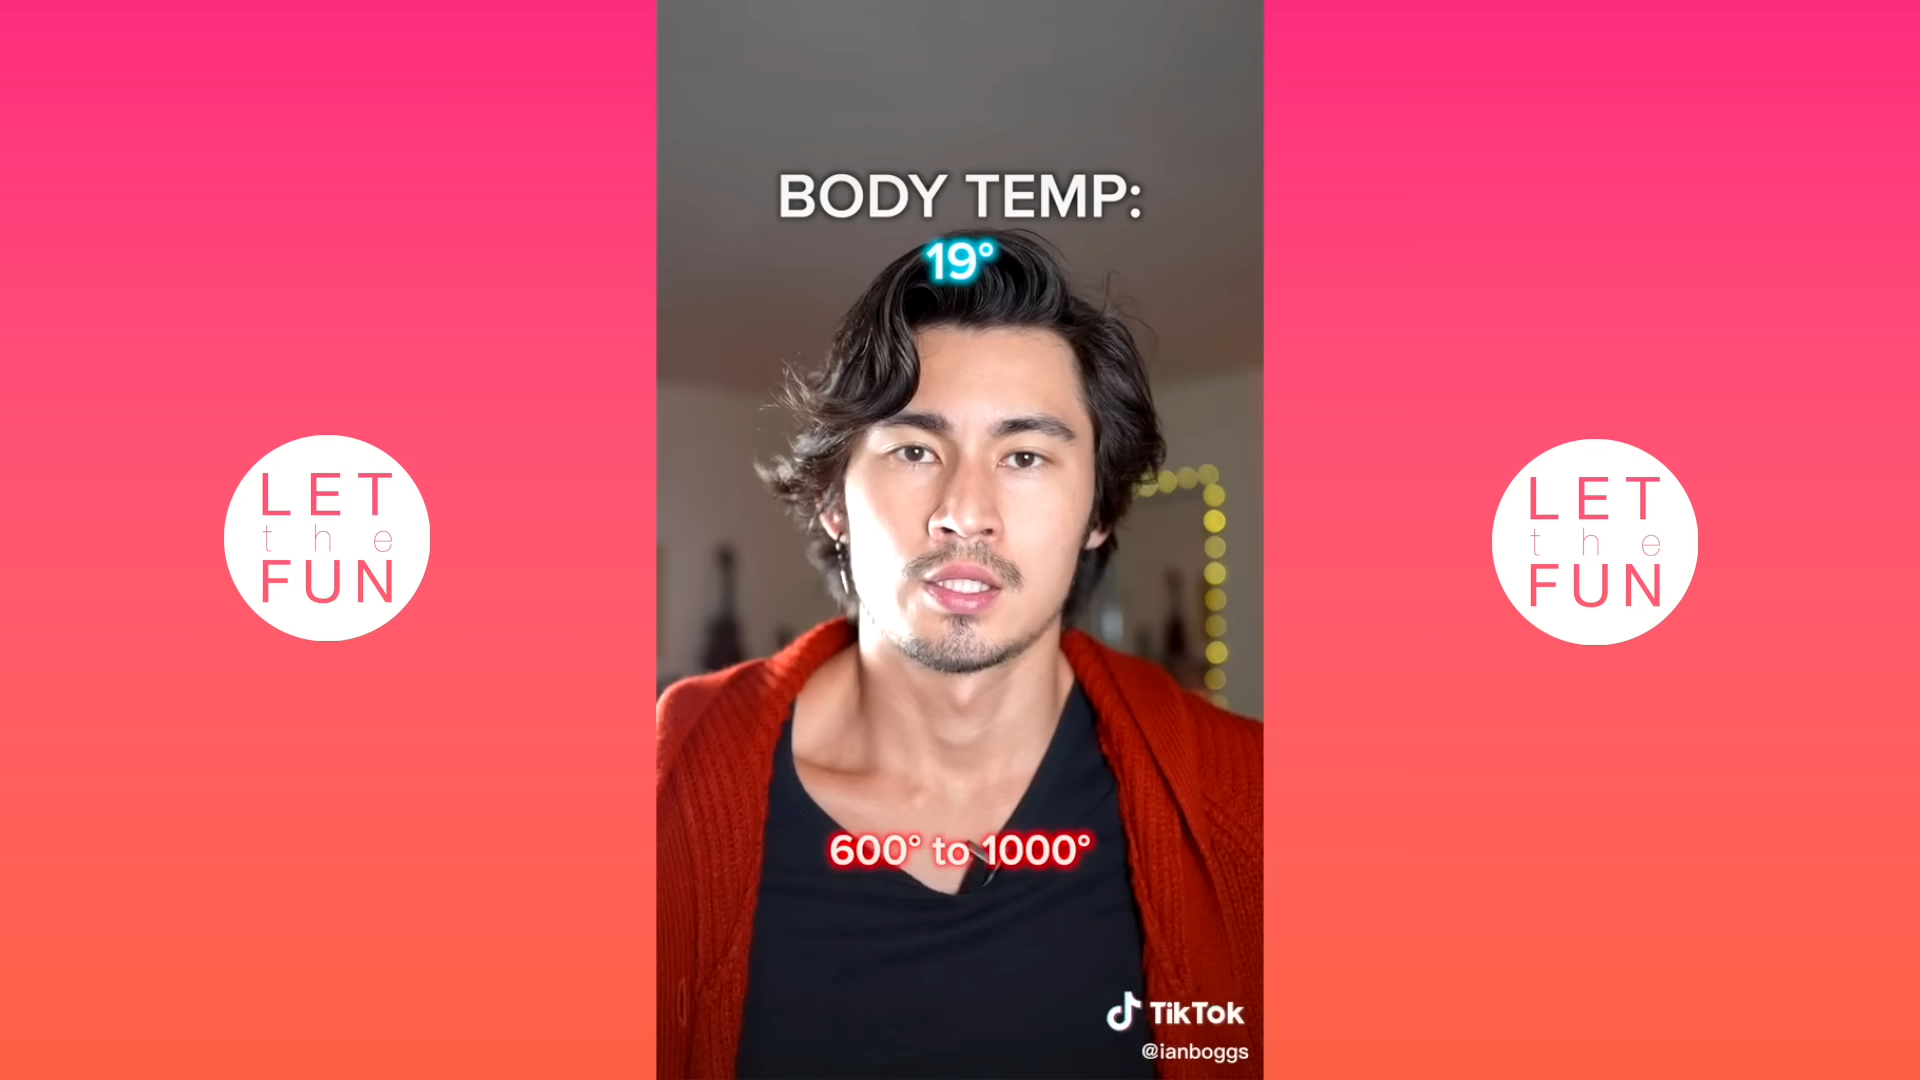 BODY TEMP:
19°
LET
the
FUN
LET
the
FUN
600° to 1000°
TikTok
@ianboggs